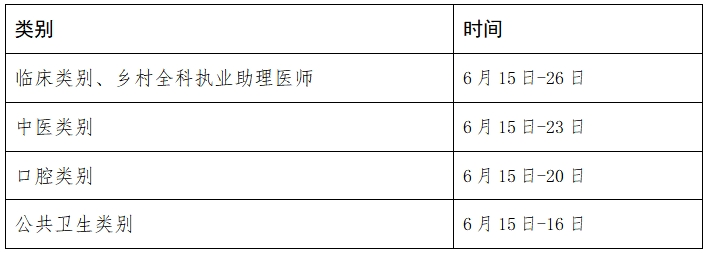 类别 时间
临床类别、乡村全科执业助理医师 6月15日-26日
中医类别 6月15日-23日
口腔类别 6月15日-20日
公共卫生类别 6月15日-16日